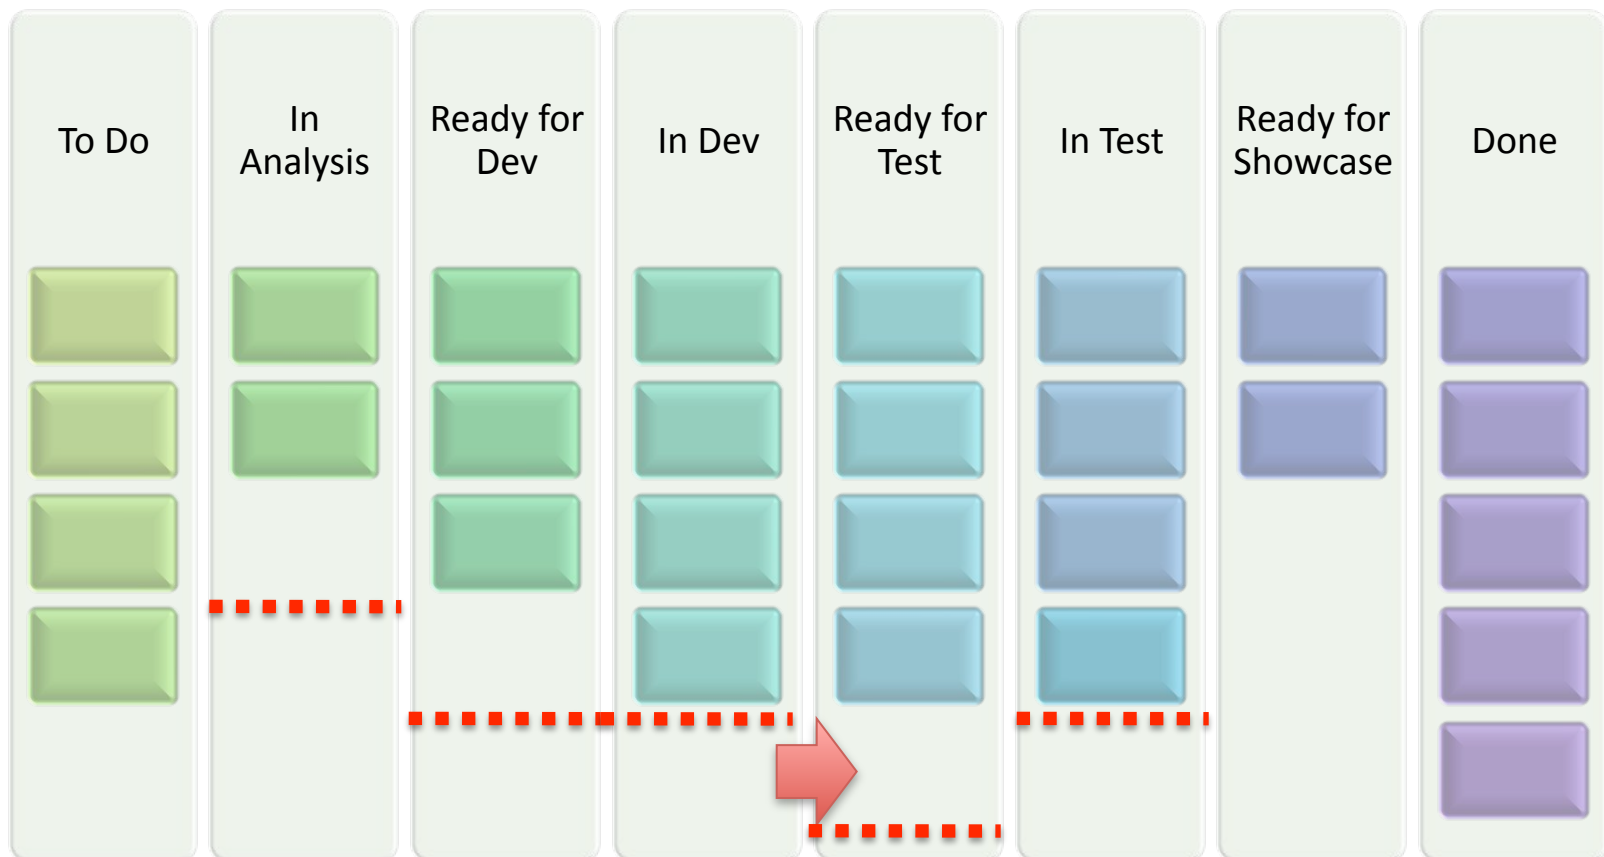 To Do
In
Analysis
Ready for
Dev
In Dev
Ready for
Test
In Test
Ready for
Showcase
Done